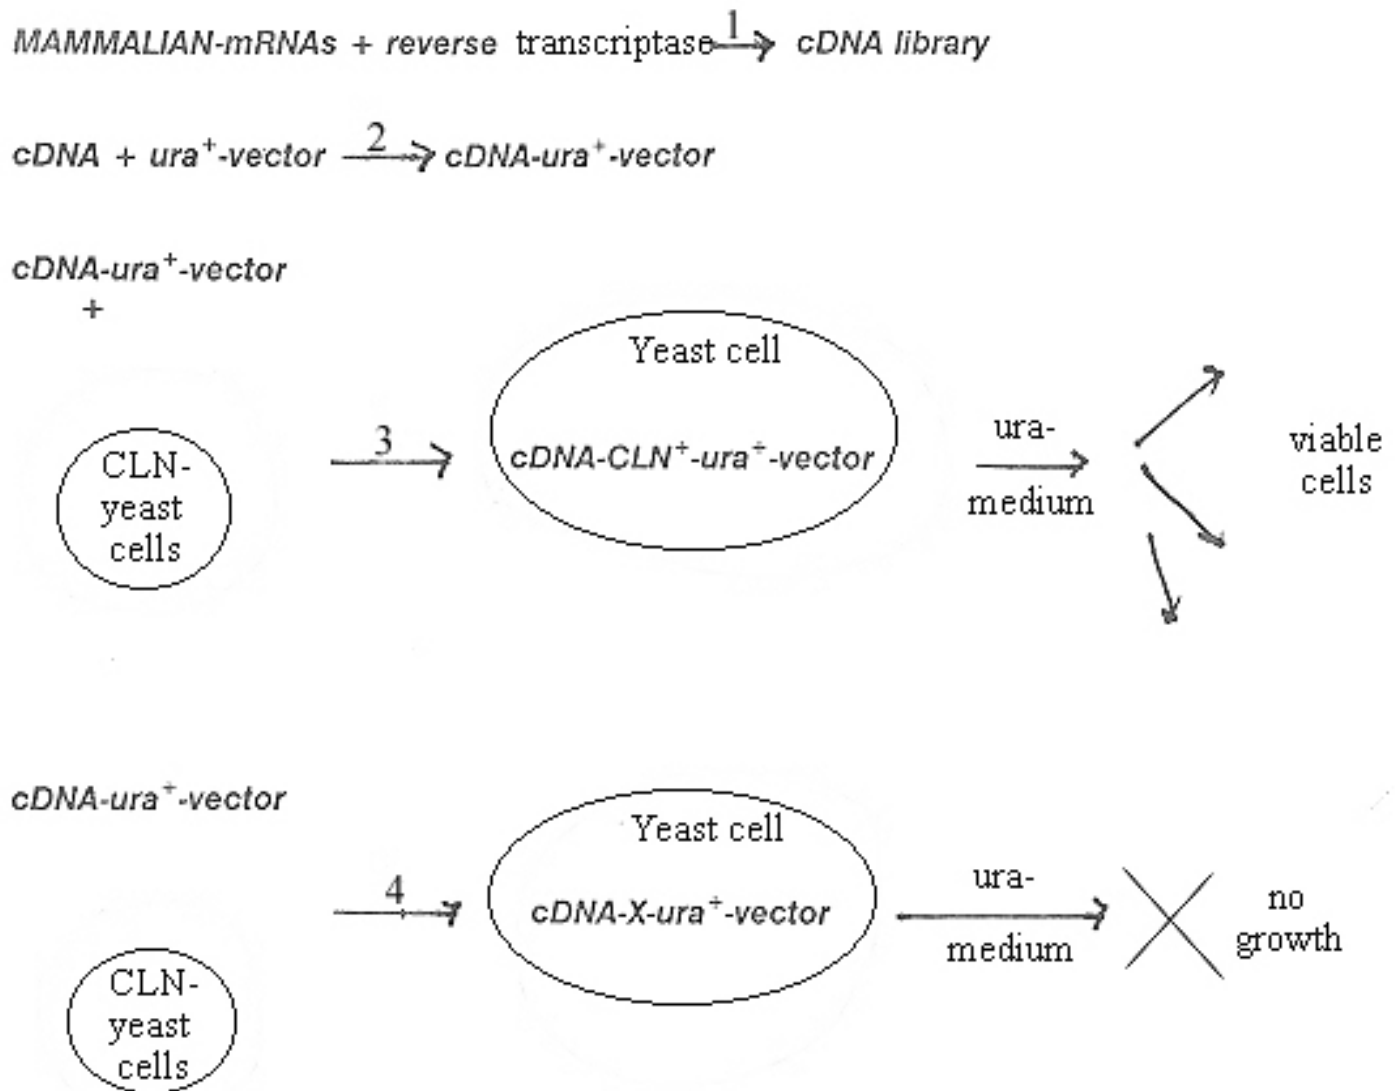 MAMMALIAN-mRNAs + reverse transcriptase 1 cDNA library
cDNA + ura⁺-vector 2 cDNA-ura⁺-vector
cDNA-ura⁺-vector
+
CLN-
yeast
cells
3
Yeast cell
cDNA-CLN⁺-ura⁺-vector
ura-
medium
viable
cells
cDNA-ura⁺-vector
CLN-
yeast
cells
4
Yeast cell
cDNA-X-ura⁺-vector
ura-
medium
no
growth